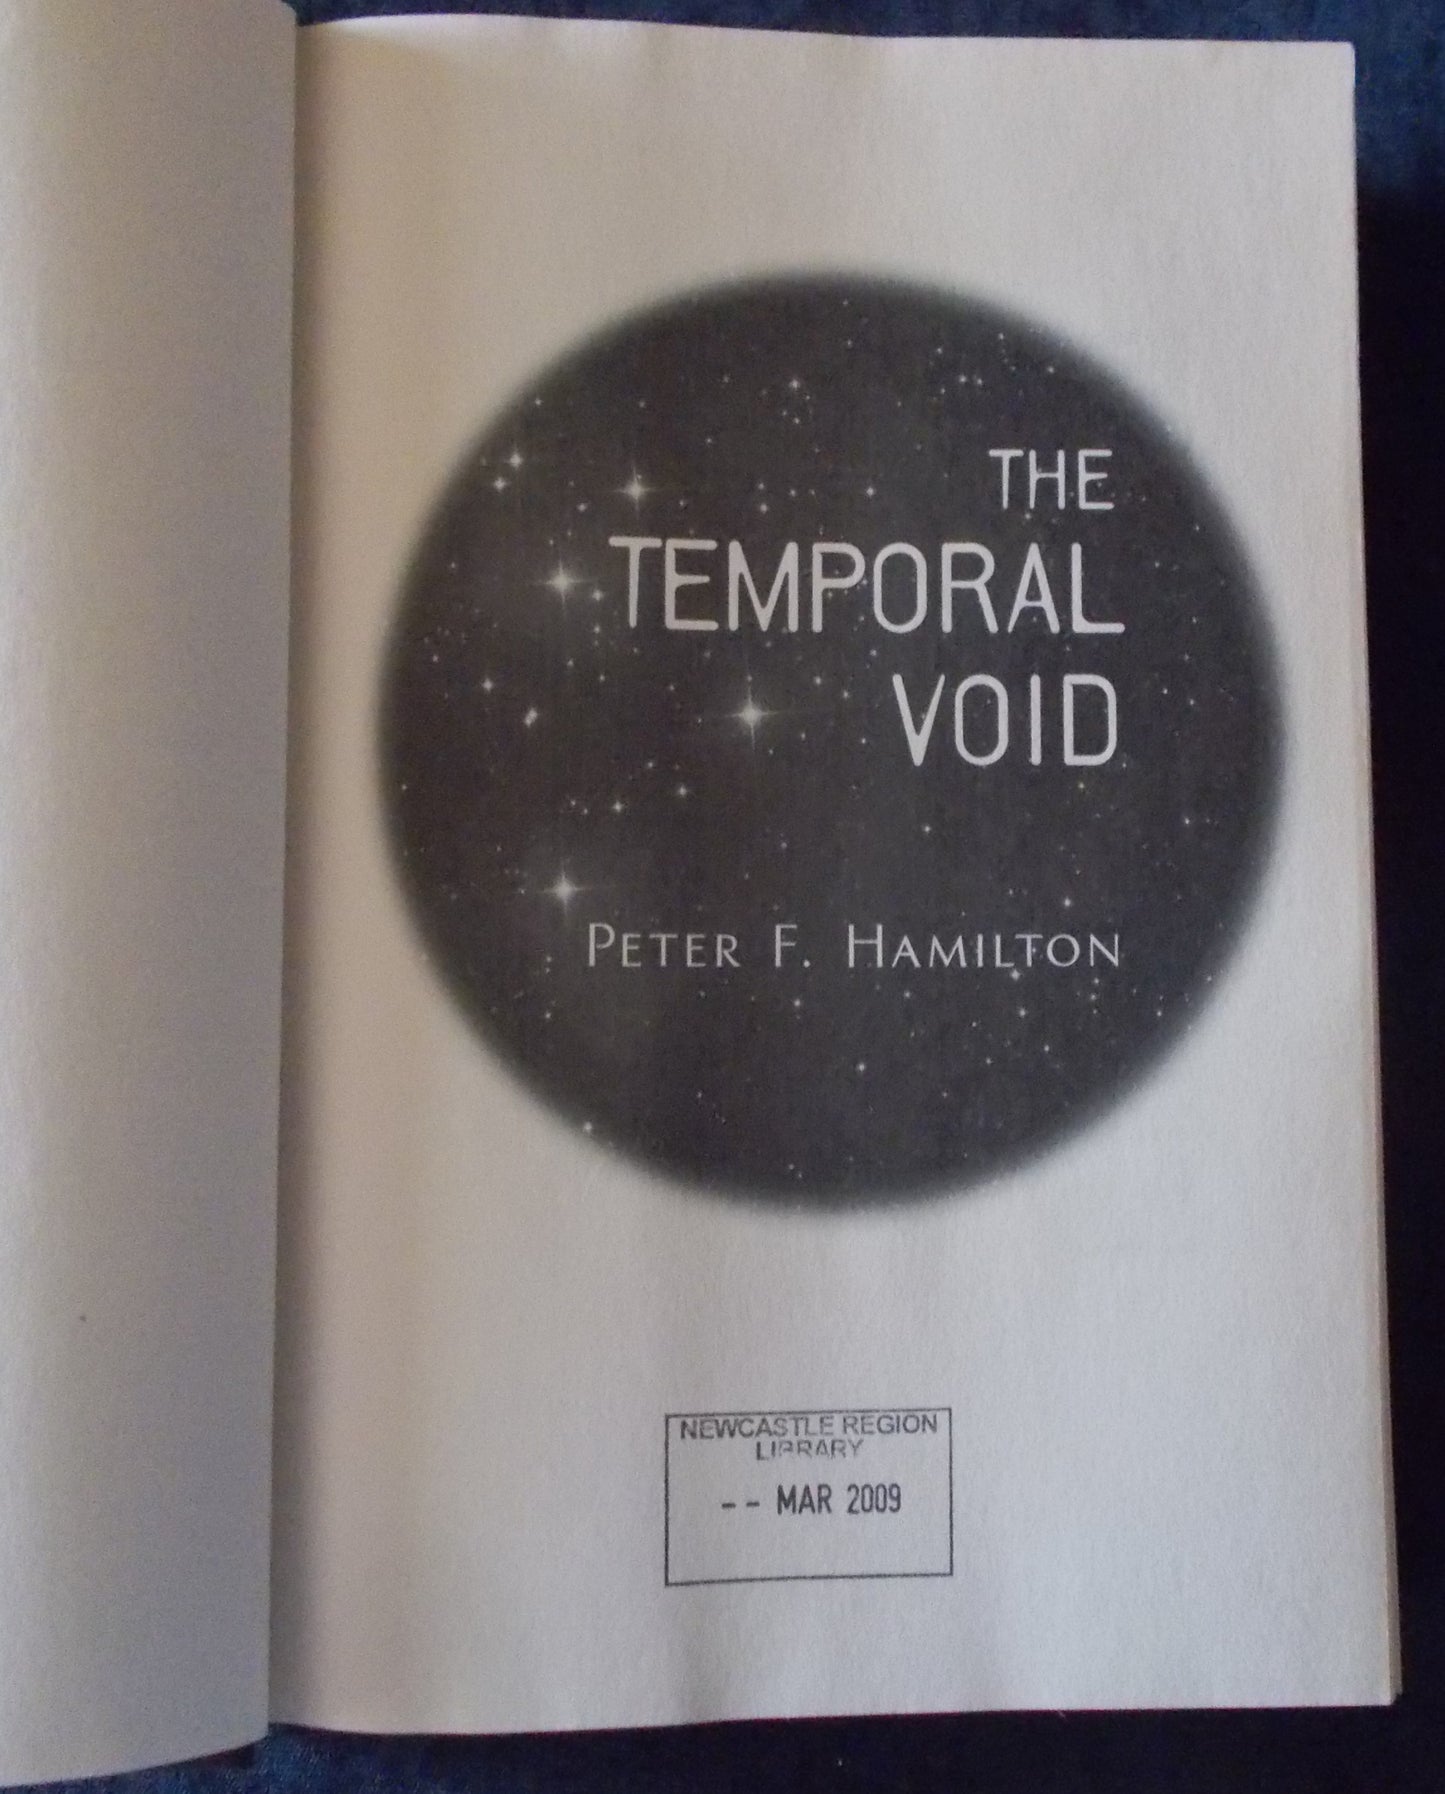 THE
TEMPORAL
VOID
PETER F. HAMILTON
NEWCASTLE REGION
LIBRARY
-- MAR 2009